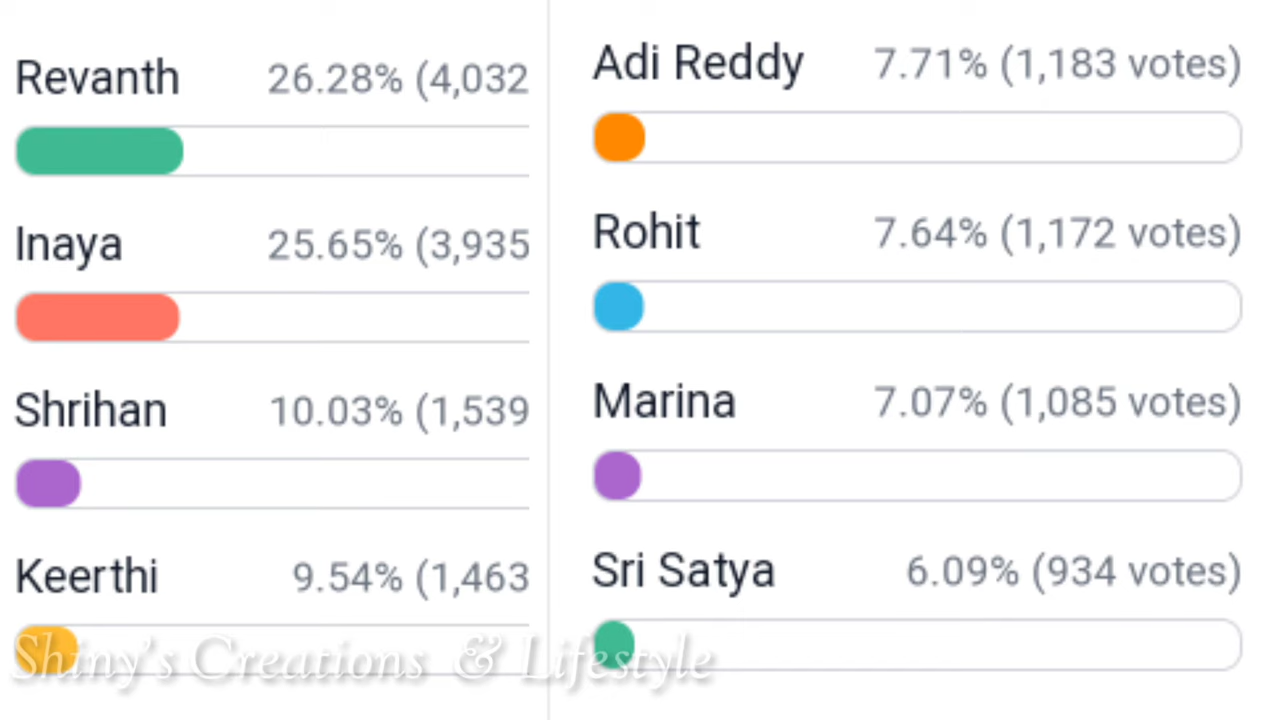 Revanth 26.28% (4,032
Inaya 25.65% (3,935
Shrihan 10.03% (1,539
Keerthi 9.54% (1,463
Adi Reddy 7.71% (1,183 votes)
Rohit 7.64% (1,172 votes)
Marina 7.07% (1,085 votes)
Sri Satya 6.09% (934 votes)
Shiny's Creations & Lifestyle